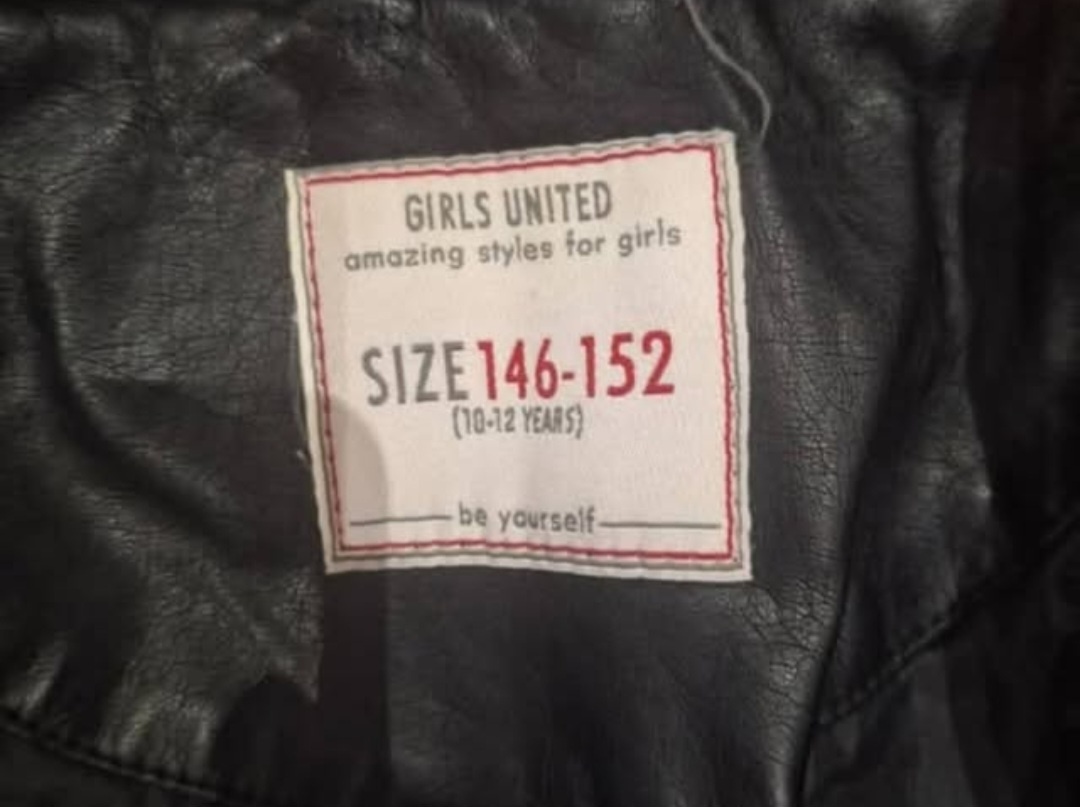 GIRLS UNITED
amazing styles for girls
SIZE 146-152
(10-12 YEARS)
be yourself